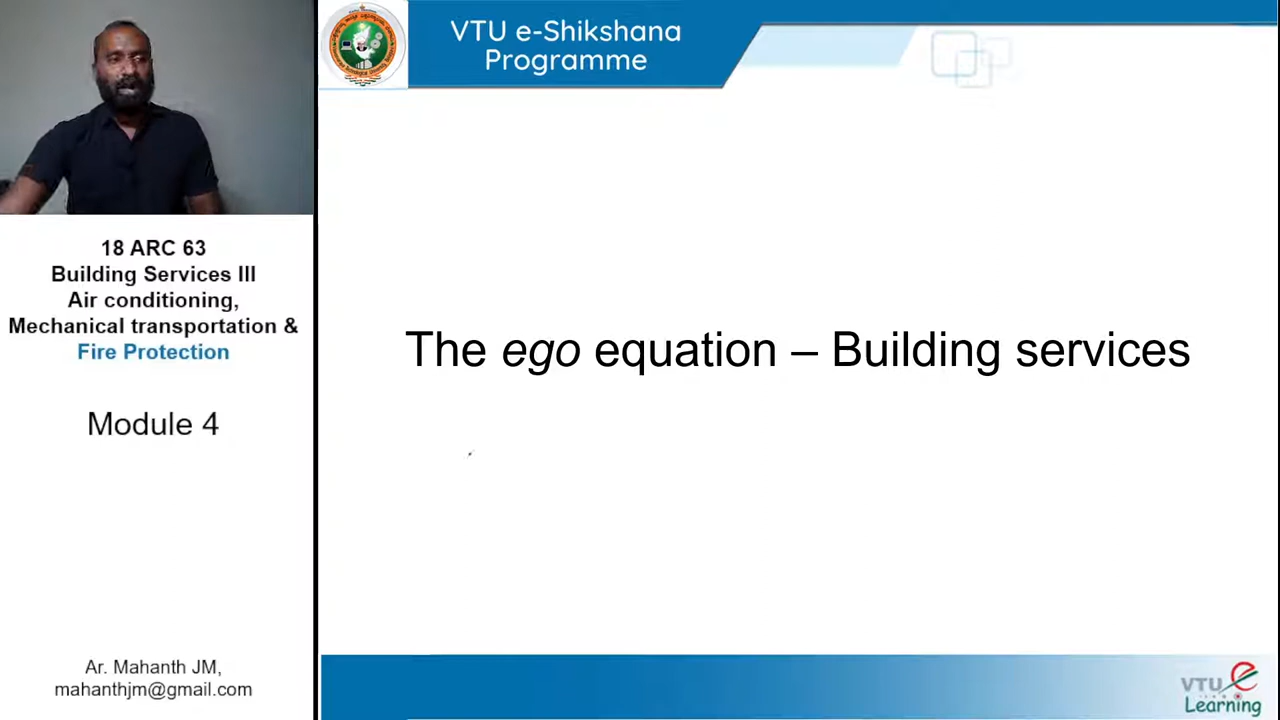 VTU e-Shikshana
Programme
18 ARC 63
Building Services III
Air conditioning,
Mechanical transportation &
Fire Protection
Module 4
Ar. Mahanth JM,
mahanthjm@gmail.com
The ego equation – Building services
VTU e
Learning